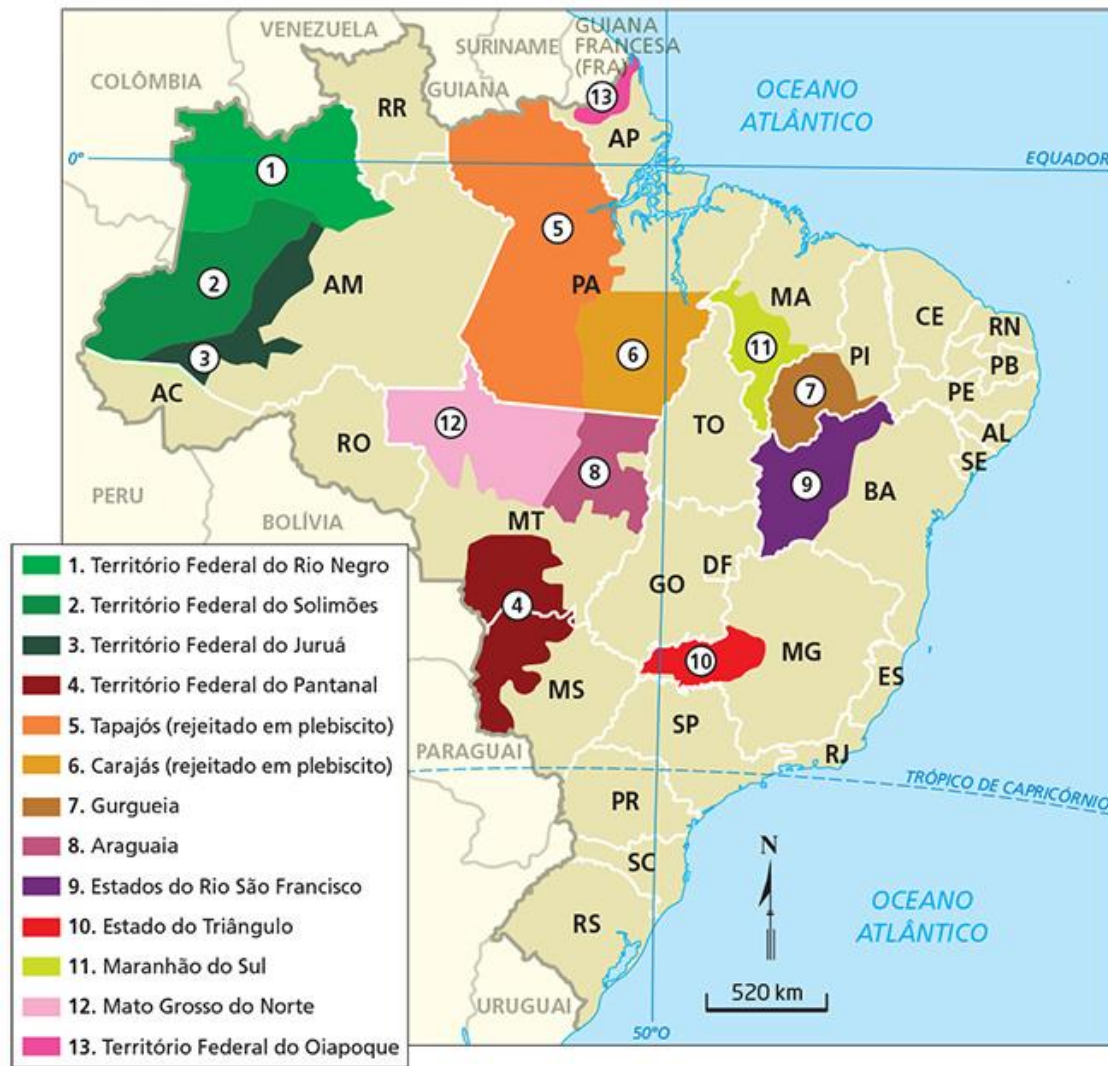 VENEZUELA
GUIANA
FRANCESA
(FRA)
SURINAME
COLÔMBIA
GUIANA
RR
13
AP
OCEANO
ATLÂNTICO
0°
EQUADOR
1
5
2
AM
PA
MA
CE
RN
3
6
11
PI
PB
7
PE
AC
12
TO
AL
RO
8
SE
9
BA
PERU
BOLÍVIA
MT
DF
GO
4
10
MG
ES
MS
SP
PARAGUAI
RJ
TRÓPICO DE CAPRICÓRNIO
PR
N
SC
RS
OCEANO
ATLÂNTICO
520 km
URUGUAI
50°O
1. Território Federal do Rio Negro
2. Território Federal do Solimões
3. Território Federal do Juruá
4. Território Federal do Pantanal
5. Tapajós (rejeitado em plebiscito)
6. Carajás (rejeitado em plebiscito)
7. Gurgueia
8. Araguaia
9. Estados do Rio São Francisco
10. Estado do Triângulo
11. Maranhão do Sul
12. Mato Grosso do Norte
13. Território Federal do Oiapoque